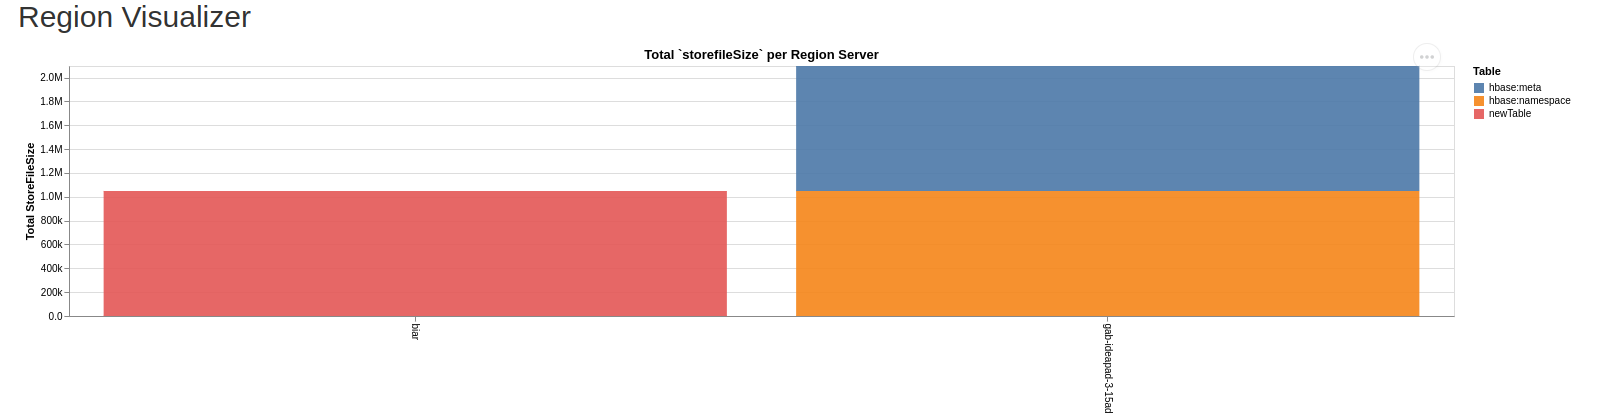 Region Visualizer
Total `storefileSize` per Region Server
Total StoreFileSize
2.0M
1.8M
1.6M
1.4M
1.2M
1.0M
800k
600k
400k
200k
0.0
biar
gab-ideapad-3-15ad
Table
hbase:meta
hbase:namespace
newTable